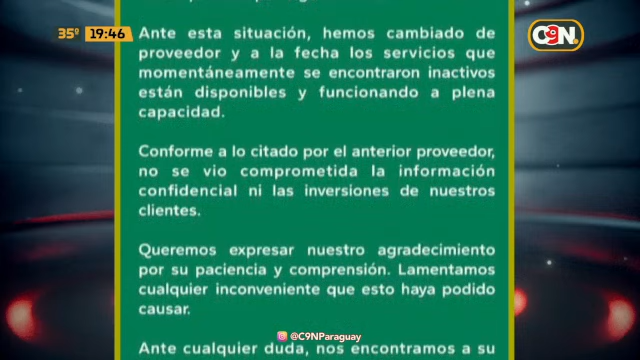 35º 19:46
C9N
Ante esta situación, hemos cambiado de
proveedor y a la fecha los servicios que
momentáneamente se encontraron inactivos
están disponibles y funcionando a plena
capacidad.
Conforme a lo citado por el anterior proveedor,
no se vio comprometida la información
confidencial ni las inversiones de nuestros
clientes.
Queremos expresar nuestro agradecimiento
por su paciencia y comprensión. Lamentamos
cualquier inconveniente que esto haya podido
causar.
@C9NParaguay
Ante cualquier duda, nos encontramos a su